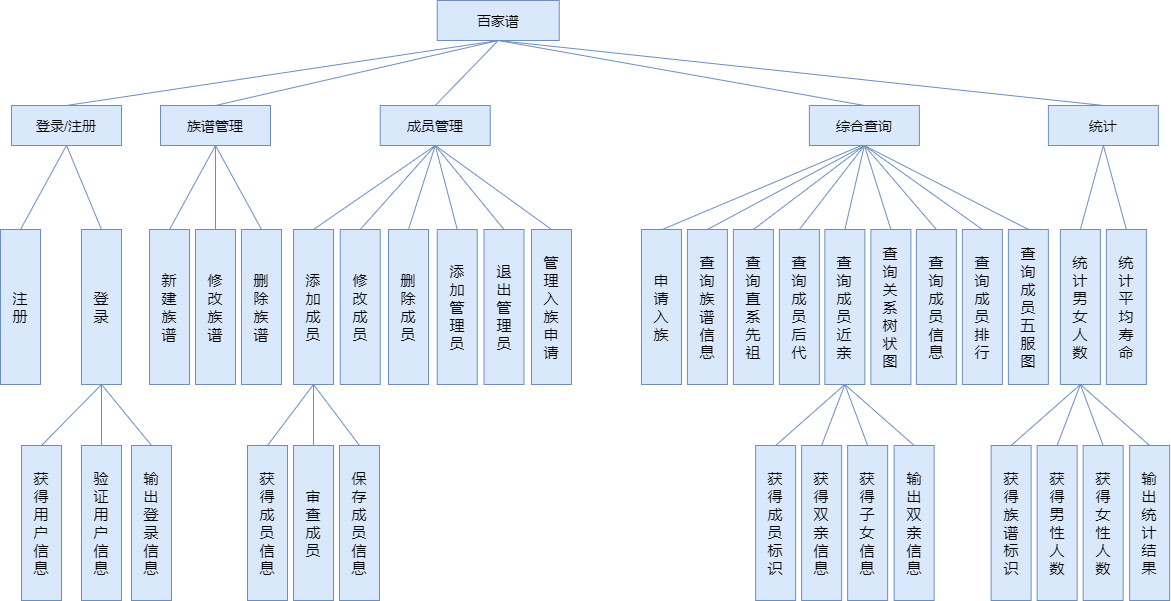 百家谱
登录/注册
族谱管理
成员管理
综合查询
统计
注册
登录
新建族谱
修改族谱
删除族谱
添加成员
修改成员
删除成员
添加管理员
退出管理员
管理入族申请
申请入族
查询族谱信息
查询直系先祖
查询成员后代
查询成员近亲
查询关系树状图
查询成员信息
查询成员排行
查询成员五服图
统计男女人数
统计平均寿命
获得用户信息
验证用户信息
输出登录信息
获得成员信息
审查成员
保存成员信息
获得成员标识
获得双亲信息
获得子女信息
输出双亲信息
获得族谱标识
获得男性人数
获得女性人数
输出统计结果